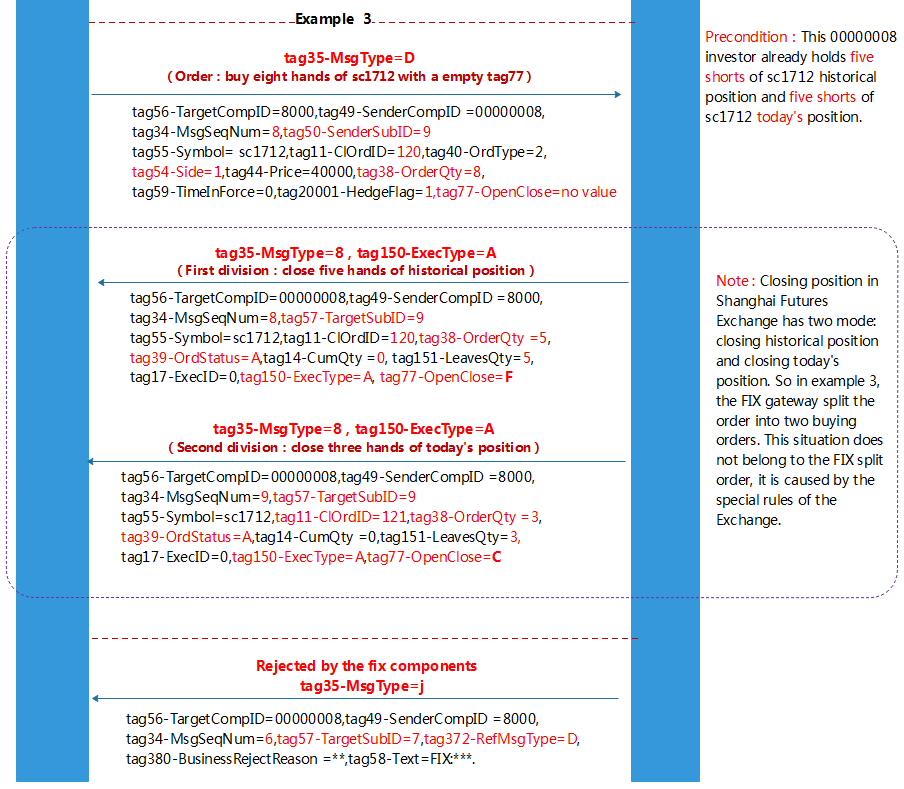 Example 3
tag35-MsgType=D
( Order : buy eight hands of sc1712 with a empty tag77 )
tag56-TargetCompID=8000,tag49-SenderCompID =00000008,
tag34-MsgSeqNum=8,tag50-SenderSubID=9
tag55-Symbol= sc1712,tag11-ClOrdID=120,tag40-OrdType=2,
tag54-Side=1,tag44-Price=40000,tag38-OrderQty=8,
tag59-TimeInForce=0,tag20001-HedgeFlag=1,tag77-OpenClose=no value
Precondition : This 00000008
investor already holds five
shorts of sc1712 historical
position and five shorts of
sc1712 today's position.
tag35-MsgType=8 , tag150-ExecType=A
( First division : close five hands of historical position )
tag56-TargetCompID=00000008,tag49-SenderCompID =8000,
tag34-MsgSeqNum=8,tag57-TargetSubID=9
tag55-Symbol=sc1712,tag11-ClOrdID=120,tag38-OrderQty =5,
tag39-OrdStatus=A,tag14-CumQty =0, tag151-LeavesQty=5,
tag17-ExecID=0,tag150-ExecType=A, tag77-OpenClose=F
tag35-MsgType=8 , tag150-ExecType=A
( Second division : close three hands of today's position )
tag56-TargetCompID=00000008,tag49-SenderCompID =8000,
tag34-MsgSeqNum=9,tag57-TargetSubID=9
tag55-Symbol=sc1712,tag11-ClOrdID=121,tag38-OrderQty =3,
tag39-OrdStatus=A,tag14-CumQty =0,tag151-LeavesQty=3,
tag17-ExecID=0,tag150-ExecType=A,tag77-OpenClose=C
Note : Closing position in
Shanghai Futures
Exchange has two mode:
closing historical position
and closing today's
position. So in example 3,
the FIX gateway split the
order into two buying
orders. This situation does
not belong to the FIX split
order, it is caused by the
special rules of the
Exchange.
Rejected by the fix components
tag35-MsgType=j
tag56-TargetCompID=00000008,tag49-SenderCompID =8000,
tag34-MsgSeqNum=6,tag57-TargetSubID=7,tag372-RefMsgType=D,
tag380-BusinessRejectReason =**,tag58-Text=FIX:***.